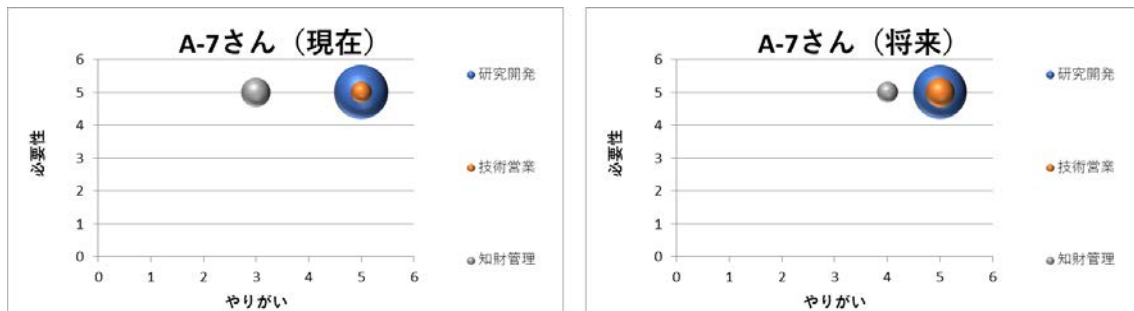 A-7さん（現在）
6
5
4
3
2
1
0
必要性
0 1 2 3 4 5 6
やりがい
研究開発
技術営業
知財管理
A-7さん（将来）
6
5
4
3
2
1
0
必要性
0 1 2 3 4 5 6
やりがい
研究開発
技術営業
知財管理